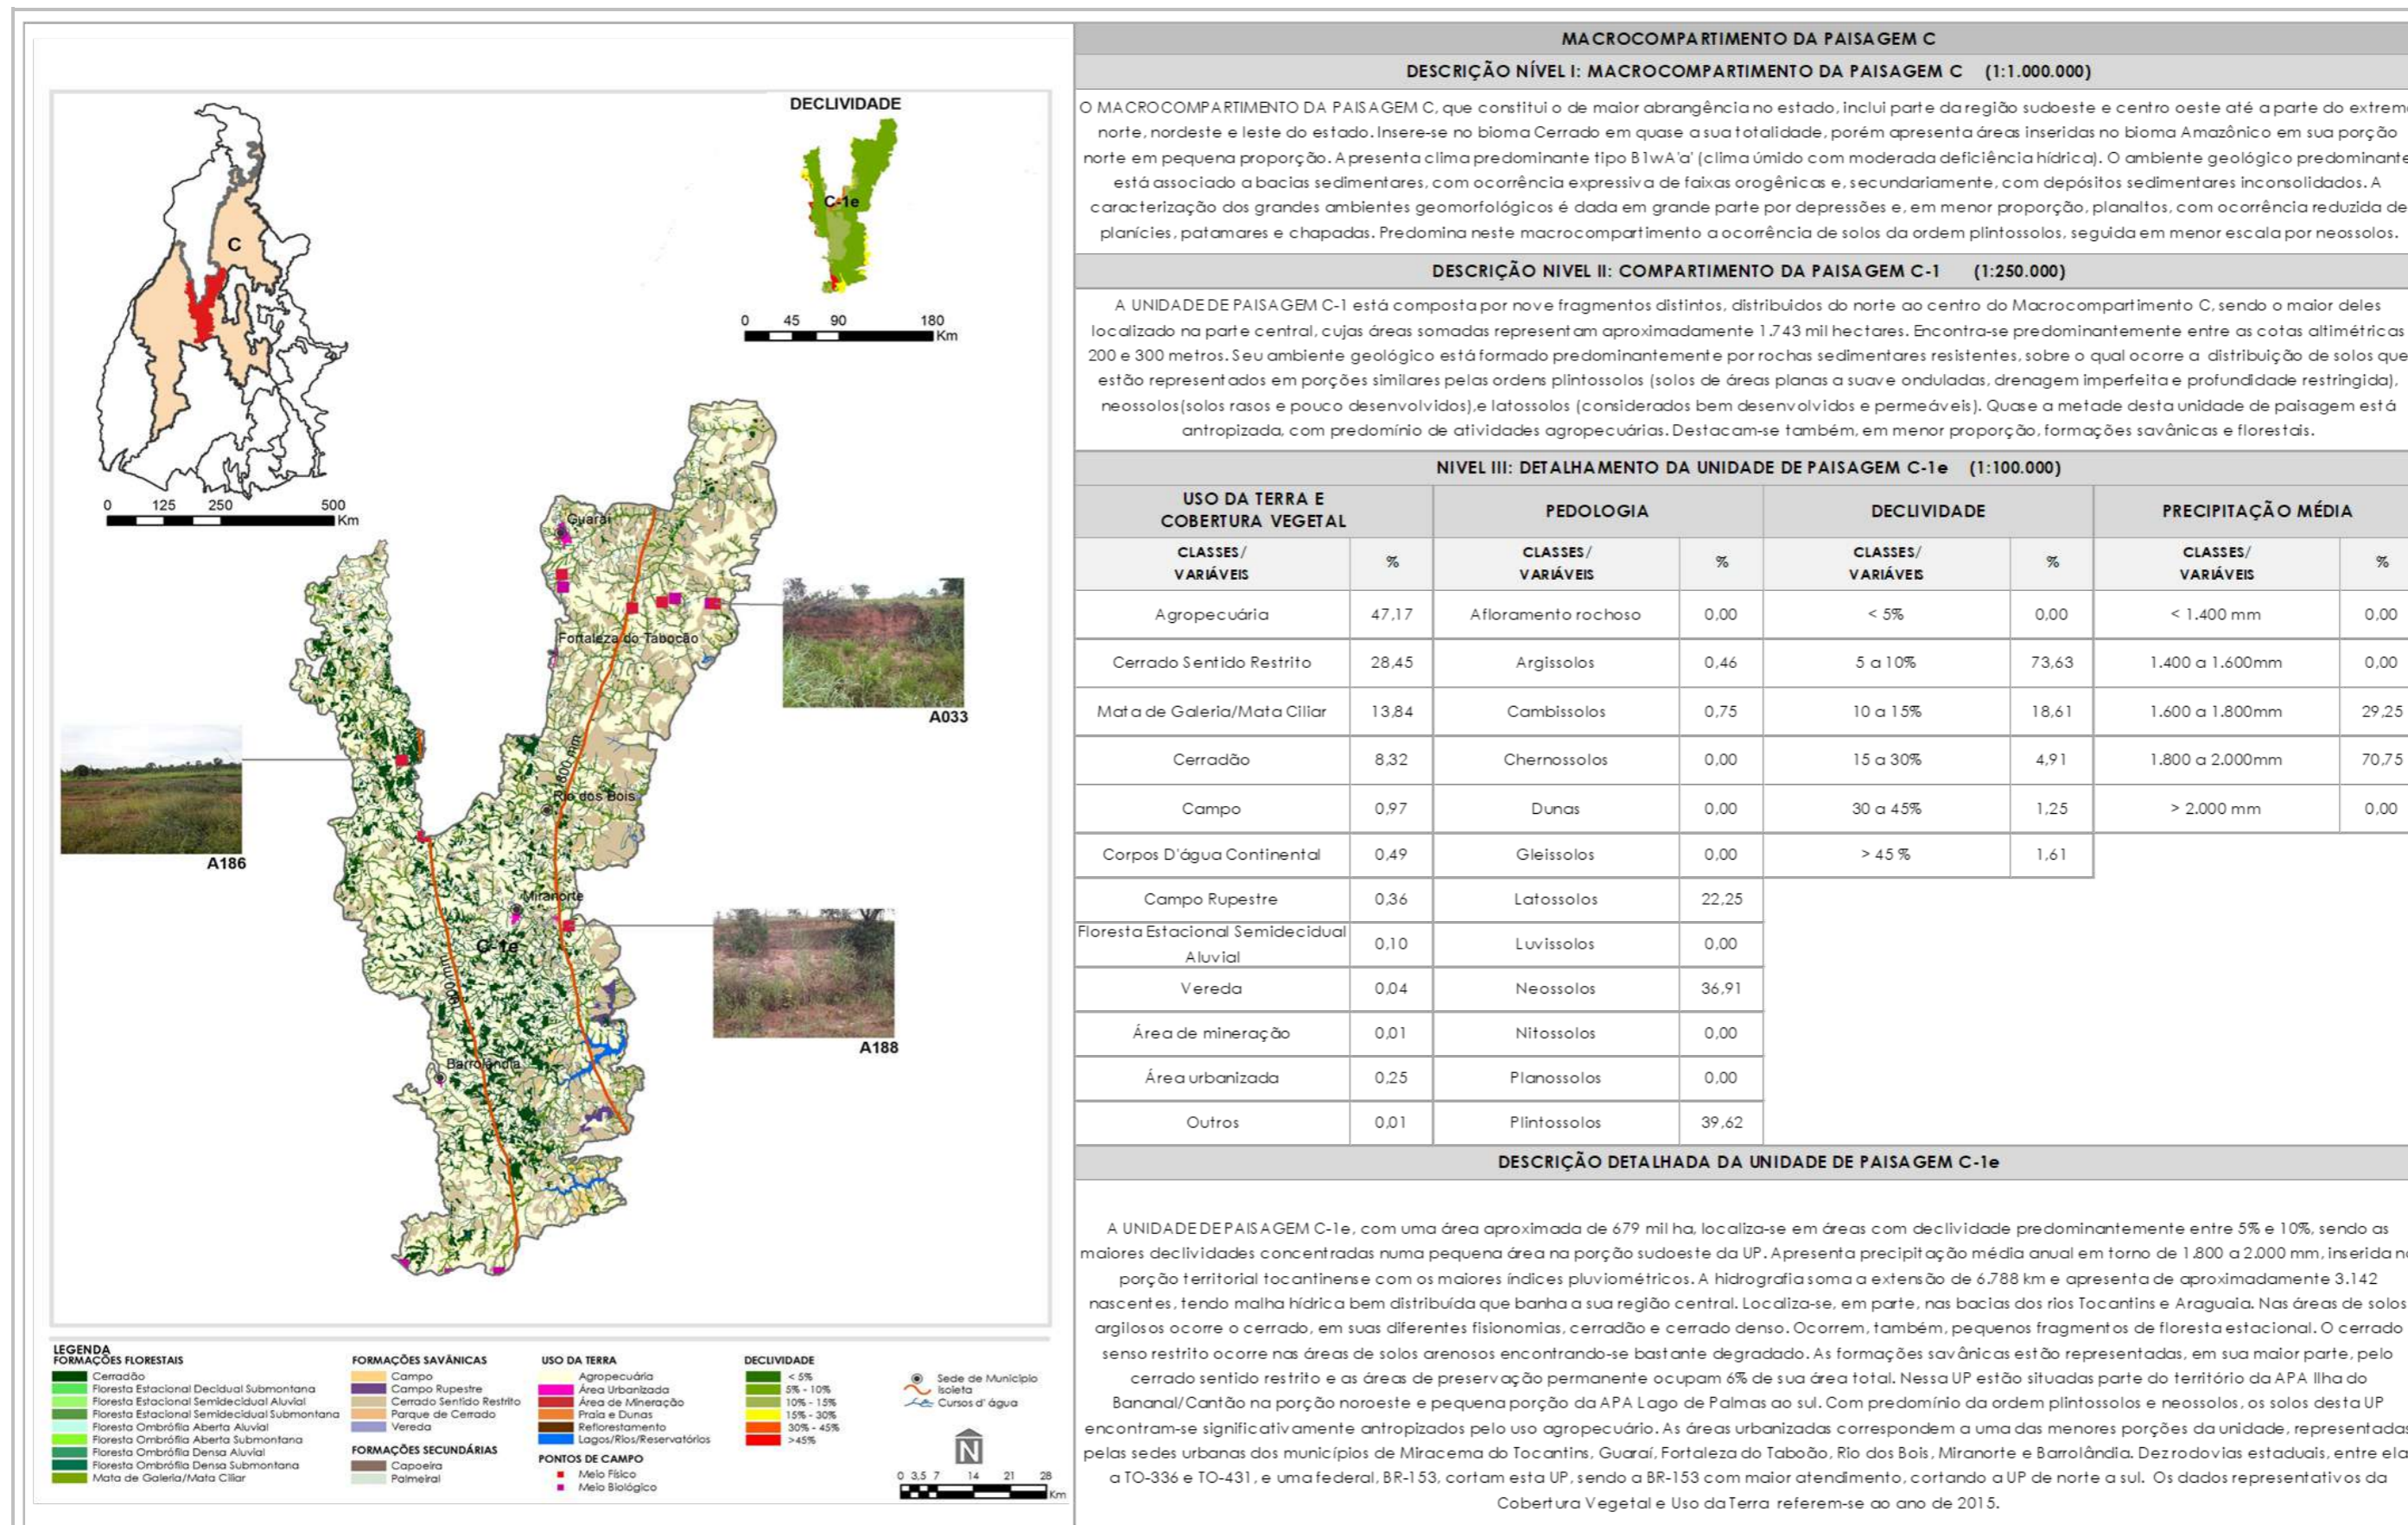 DECLIVIDADE
C-1e
0 45 90 180
Km
C
0 125 250 500
Km
Guaraí
Fortaleza do Tabocão
A033
A186
1800 mm
Rio dos Bois
Miranorte
C-1e
A188
Barrolândia
LEGENDA
FORMAÇÕES FLORESTAIS
Cerradão
Floresta Estacional Decidual Submontana
Floresta Estacional Semidecidual Aluvial
Floresta Estacional Semidecidual Submontana
Floresta Ombrófila Aberta Aluvial
Floresta Ombrófila Aberta Submontana
Floresta Ombrófila Densa Aluvial
Floresta Ombrófila Densa Submontana
Mata de Galeria/Mata Ciliar
FORMAÇÕES SAVÂNICAS
Campo
Campo Rupestre
Cerrado Sentido Restrito
Parque de Cerrado
Vereda
FORMAÇÕES SECUNDÁRIAS
Capoeira
Palmeiral
USO DA TERRA
Agropecuária
Área Urbanizada
Área de Mineração
Praia e Dunas
Reflorestamento
Lagos/Rios/Reservatórios
PONTOS DE CAMPO
Meio Físico
Meio Biológico
DECLIVIDADE
< 5%
5% - 10%
10% - 15%
15% - 30%
30% - 45%
>45%
Sede de Município
Isoieta
Cursos d' água
N
0 3,5 7 14 21 28
Km
MACROCOMPARTIMENTO DA PAISAGEM C
DESCRIÇÃO NÍVEL I: MACROCOMPARTIMENTO DA PAISAGEM C (1:1.000.000)
O MACROCOMPARTIMENTO DA PAISAGEM C, que constitui o de maior abrangência no estado, inclui parte da região sudoeste e centro oeste até a parte do extrem
norte, nordeste e leste do estado. Insere-se no bioma Cerrado em quase a sua totalidade, porém apresenta áreas inseridas no bioma Amazônico em sua porção
norte em pequena proporção. Apresenta clima predominante tipo B1wA'a' (clima úmido com moderada deficiência hídrica). O ambiente geológico predominante
está associado a bacias sedimentares, com ocorrência expressiva de faixas orogênicas e, secundariamente, com depósitos sedimentares inconsolidados. A
caracterização dos grandes ambientes geomorfológicos é dada em grande parte por depressões e, em menor proporção, planaltos, com ocorrência reduzida de
planícies, patamares e chapadas. Predomina neste macrocompartimento a ocorrência de solos da ordem plintossolos, seguida em menor escala por neossolos.
DESCRIÇÃO NIVEL II: COMPARTIMENTO DA PAISAGEM C-1 (1:250.000)
A UNIDADE DE PAISAGEM C-1 está composta por nove fragmentos distintos, distribuidos do norte ao centro do Macrocompartimento C, sendo o maior deles
localizado na parte central, cujas áreas somadas representam aproximadamente 1.743 mil hectares. Encontra-se predominantemente entre as cotas altimétricas
200 e 300 metros. Seu ambiente geológico está formado predominantemente por rochas sedimentares resistentes, sobre o qual ocorre a distribuição de solos que
estão representados em porções similares pelas ordens plintossolos (solos de áreas planas a suave onduladas, drenagem imperfeita e profundidade restringida),
neossolos(solos rasos e pouco desenvolvidos),e latossolos (considerados bem desenvolvidos e permeáveis). Quase a metade desta unidade de paisagem está
antropizada, com predomínio de atividades agropecuárias. Destacam-se também, em menor proporção, formações savânicas e florestais.
NIVEL III: DETALHAMENTO DA UNIDADE DE PAISAGEM C-1e (1:100.000)
USO DA TERRA E COBERTURA VEGETAL PEDOLOGIA DECLIVIDADE PRECIPITAÇÃO MÉDIA
CLASSES/ VARIÁVEIS % CLASSES/ VARIÁVEIS % CLASSES/ VARIÁVEIS % CLASSES/ VARIÁVEIS %
Agropecuária 47,17 Afloramento rochoso 0,00 < 5% 0,00 < 1.400 mm 0,00
Cerrado Sentido Restrito 28,45 Argissolos 0,46 5 a 10% 73,63 1.400 a 1.600mm 0,00
Mata de Galeria/Mata Ciliar 13,84 Cambissolos 0,75 10 a 15% 18,61 1.600 a 1.800mm 29,25
Cerradão 8,32 Chernossolos 0,00 15 a 30% 4,91 1.800 a 2.000mm 70,75
Campo 0,97 Dunas 0,00 30 a 45% 1,25 > 2.000 mm 0,00
Corpos D'água Continental 0,49 Gleissolos 0,00 > 45 % 1,61
Campo Rupestre 0,36 Latossolos 22,25
Floresta Estacional Semidecidual Aluvial 0,10 Luvissolos 0,00
Vereda 0,04 Neossolos 36,91
Área de mineração 0,01 Nitossolos 0,00
Área urbanizada 0,25 Planossolos 0,00
Outros 0,01 Plintossolos 39,62
DESCRIÇÃO DETALHADA DA UNIDADE DE PAISAGEM C-1e
A UNIDADE DE PAISAGEM C-1e, com uma área aproximada de 679 mil ha, localiza-se em áreas com declividade predominantemente entre 5% e 10%, sendo as
maiores declividades concentradas numa pequena área na porção sudoeste da UP. Apresenta precipitação média anual em torno de 1.800 a 2.000 mm, inserida n
porção territorial tocantinense com os maiores índices pluviométricos. A hidrografia soma a extensão de 6.788 km e apresenta de aproximadamente 3.142
nascentes, tendo malha hídrica bem distribuída que banha a sua região central. Localiza-se, em parte, nas bacias dos rios Tocantins e Araguaia. Nas áreas de solos
argilosos ocorre o cerrado, em suas diferentes fisionomias, cerradão e cerrado denso. Ocorrem, também, pequenos fragmentos de floresta estacional. O cerrado
senso restrito ocorre nas áreas de solos arenosos encontrando-se bastante degradado. As formações savânicas estão representadas, em sua maior parte, pelo
cerrado sentido restrito e as áreas de preservação permanente ocupam 6% de sua área total. Nessa UP estão situadas parte do território da APA Ilha do
Bananal/Cantão na porção noroeste e pequena porção da APA Lago de Palmas ao sul. Com predomínio da ordem plintossolos e neossolos, os solos desta UP
encontram-se significativamente antropizados pelo uso agropecuário. As áreas urbanizadas correspondem a uma das menores porções da unidade, representadas
pelas sedes urbanas dos municípios de Miracema do Tocantins, Guaraí, Fortaleza do Taboão, Rio dos Bois, Miranorte e Barrolândia. Dez rodovias estaduais, entre ela
a TO-336 e TO-431, e uma federal, BR-153, cortam esta UP, sendo a BR-153 com maior atendimento, cortando a UP de norte a sul. Os dados representativos da
Cobertura Vegetal e Uso da Terra referem-se ao ano de 2015.